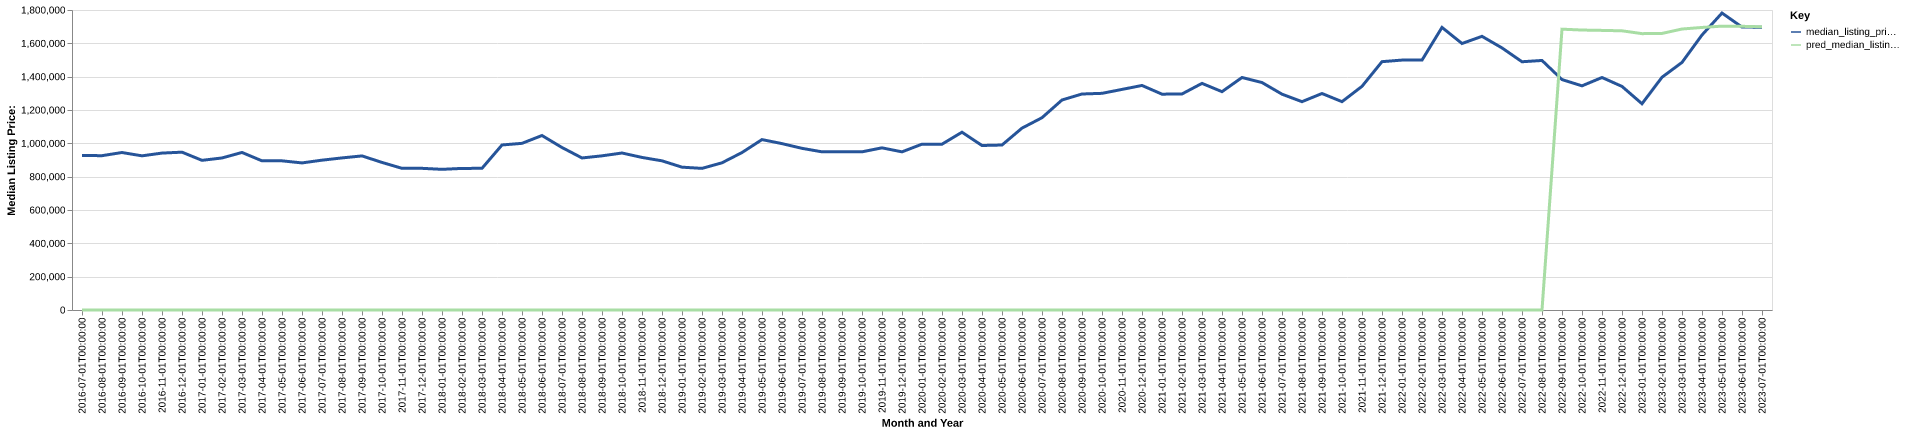 1,800,000
1,600,000
1,400,000
1,200,000
1,000,000
800,000
600,000
400,000
200,000
0
Median Listing Price:
2016-07-01T00:00:00
2016-08-01T00:00:00
2016-09-01T00:00:00
2016-10-01T00:00:00
2016-11-01T00:00:00
2016-12-01T00:00:00
2017-01-01T00:00:00
2017-02-01T00:00:00
2017-03-01T00:00:00
2017-04-01T00:00:00
2017-05-01T00:00:00
2017-06-01T00:00:00
2017-07-01T00:00:00
2017-08-01T00:00:00
2017-09-01T00:00:00
2017-10-01T00:00:00
2017-11-01T00:00:00
2017-12-01T00:00:00
2018-01-01T00:00:00
2018-02-01T00:00:00
2018-03-01T00:00:00
2018-04-01T00:00:00
2018-05-01T00:00:00
2018-06-01T00:00:00
2018-07-01T00:00:00
2018-08-01T00:00:00
2018-09-01T00:00:00
2018-10-01T00:00:00
2018-11-01T00:00:00
2018-12-01T00:00:00
2019-01-01T00:00:00
2019-02-01T00:00:00
2019-03-01T00:00:00
2019-04-01T00:00:00
2019-05-01T00:00:00
2019-06-01T00:00:00
2019-07-01T00:00:00
2019-08-01T00:00:00
2019-09-01T00:00:00
2019-10-01T00:00:00
2019-11-01T00:00:00
2019-12-01T00:00:00
2020-01-01T00:00:00
2020-02-01T00:00:00
2020-03-01T00:00:00
2020-04-01T00:00:00
2020-05-01T00:00:00
2020-06-01T00:00:00
2020-07-01T00:00:00
2020-08-01T00:00:00
2020-09-01T00:00:00
2020-10-01T00:00:00
2020-11-01T00:00:00
2020-12-01T00:00:00
2021-01-01T00:00:00
2021-02-01T00:00:00
2021-03-01T00:00:00
2021-04-01T00:00:00
2021-05-01T00:00:00
2021-06-01T00:00:00
2021-07-01T00:00:00
2021-08-01T00:00:00
2021-09-01T00:00:00
2021-10-01T00:00:00
2021-11-01T00:00:00
2021-12-01T00:00:00
2022-01-01T00:00:00
2022-02-01T00:00:00
2022-03-01T00:00:00
2022-04-01T00:00:00
2022-05-01T00:00:00
2022-06-01T00:00:00
2022-07-01T00:00:00
2022-08-01T00:00:00
2022-09-01T00:00:00
2022-10-01T00:00:00
2022-11-01T00:00:00
2022-12-01T00:00:00
2023-01-01T00:00:00
2023-02-01T00:00:00
2023-03-01T00:00:00
2023-04-01T00:00:00
2023-05-01T00:00:00
2023-06-01T00:00:00
2023-07-01T00:00:00
Month and Year
Key
median_listing_pri…
pred_median_listin…